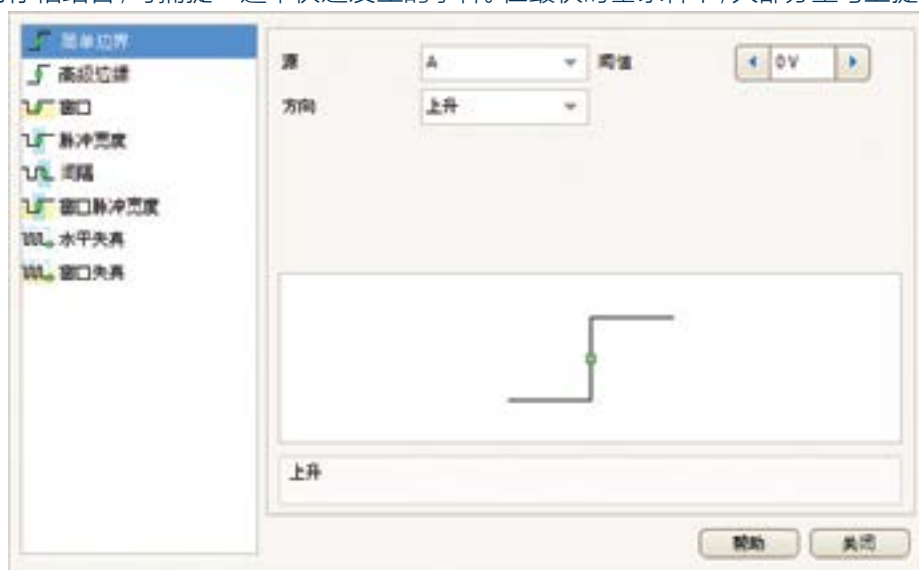 简单边界
高级边缘
窗口
脉冲宽度
间隔
窗口脉冲宽度
水平失真
窗口失真
源 A 阈值 0 V
方向 上升
上升
帮助 关闭